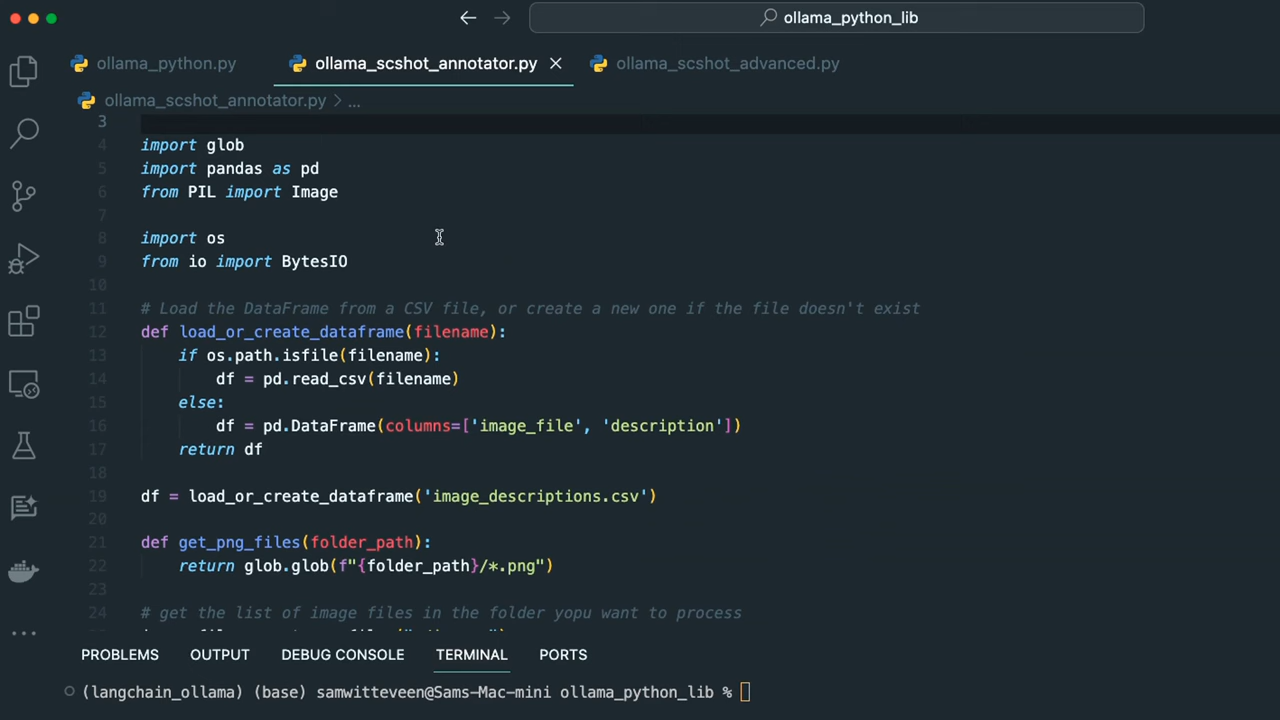 ollama_python_lib
ollama_python.py
ollama_scshot_annotator.py
ollama_scshot_advanced.py
ollama_scshot_annotator.py > ...
3
4 import glob
5 import pandas as pd
6 from PIL import Image
7
8 import os
9 from io import BytesIO
10
11 # Load the DataFrame from a CSV file, or create a new one if the file doesn't exist
12 def load_or_create_dataframe(filename):
13     if os.path.isfile(filename):
14         df = pd.read_csv(filename)
15     else:
16         df = pd.DataFrame(columns=['image_file', 'description'])
17     return df
18
19 df = load_or_create_dataframe('image_descriptions.csv')
20
21 def get_png_files(folder_path):
22     return glob.glob(f"{folder_path}/*.png")
23
24 # get the list of image files in the folder yopu want to process
PROBLEMS OUTPUT DEBUG CONSOLE TERMINAL PORTS
(langchain_ollama) (base) samwitteveen@Sams-Mac-mini ollama_python_lib %